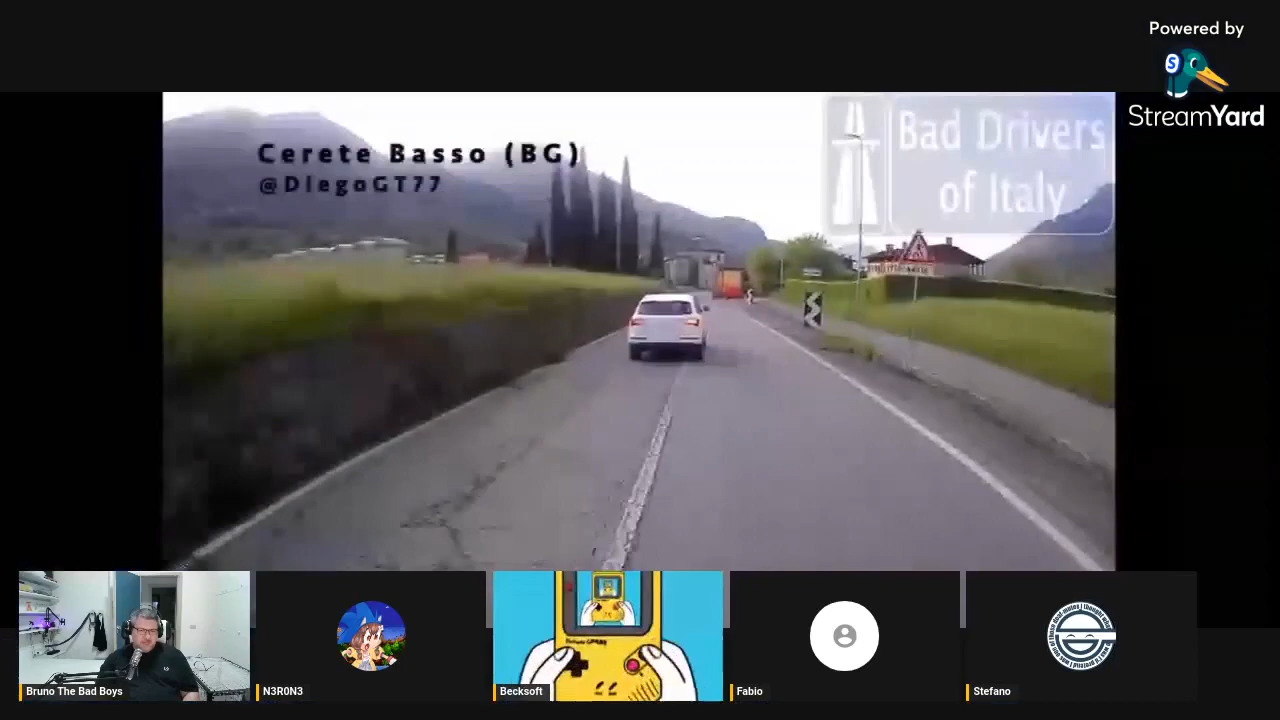 Powered by
S
StreamYard
Cerete Basso (BG)
@DiegoGT77
Bad Drivers
of Italy
Bruno The Bad Boys
N3R0N3
Becksoft
Fabio
Stefano